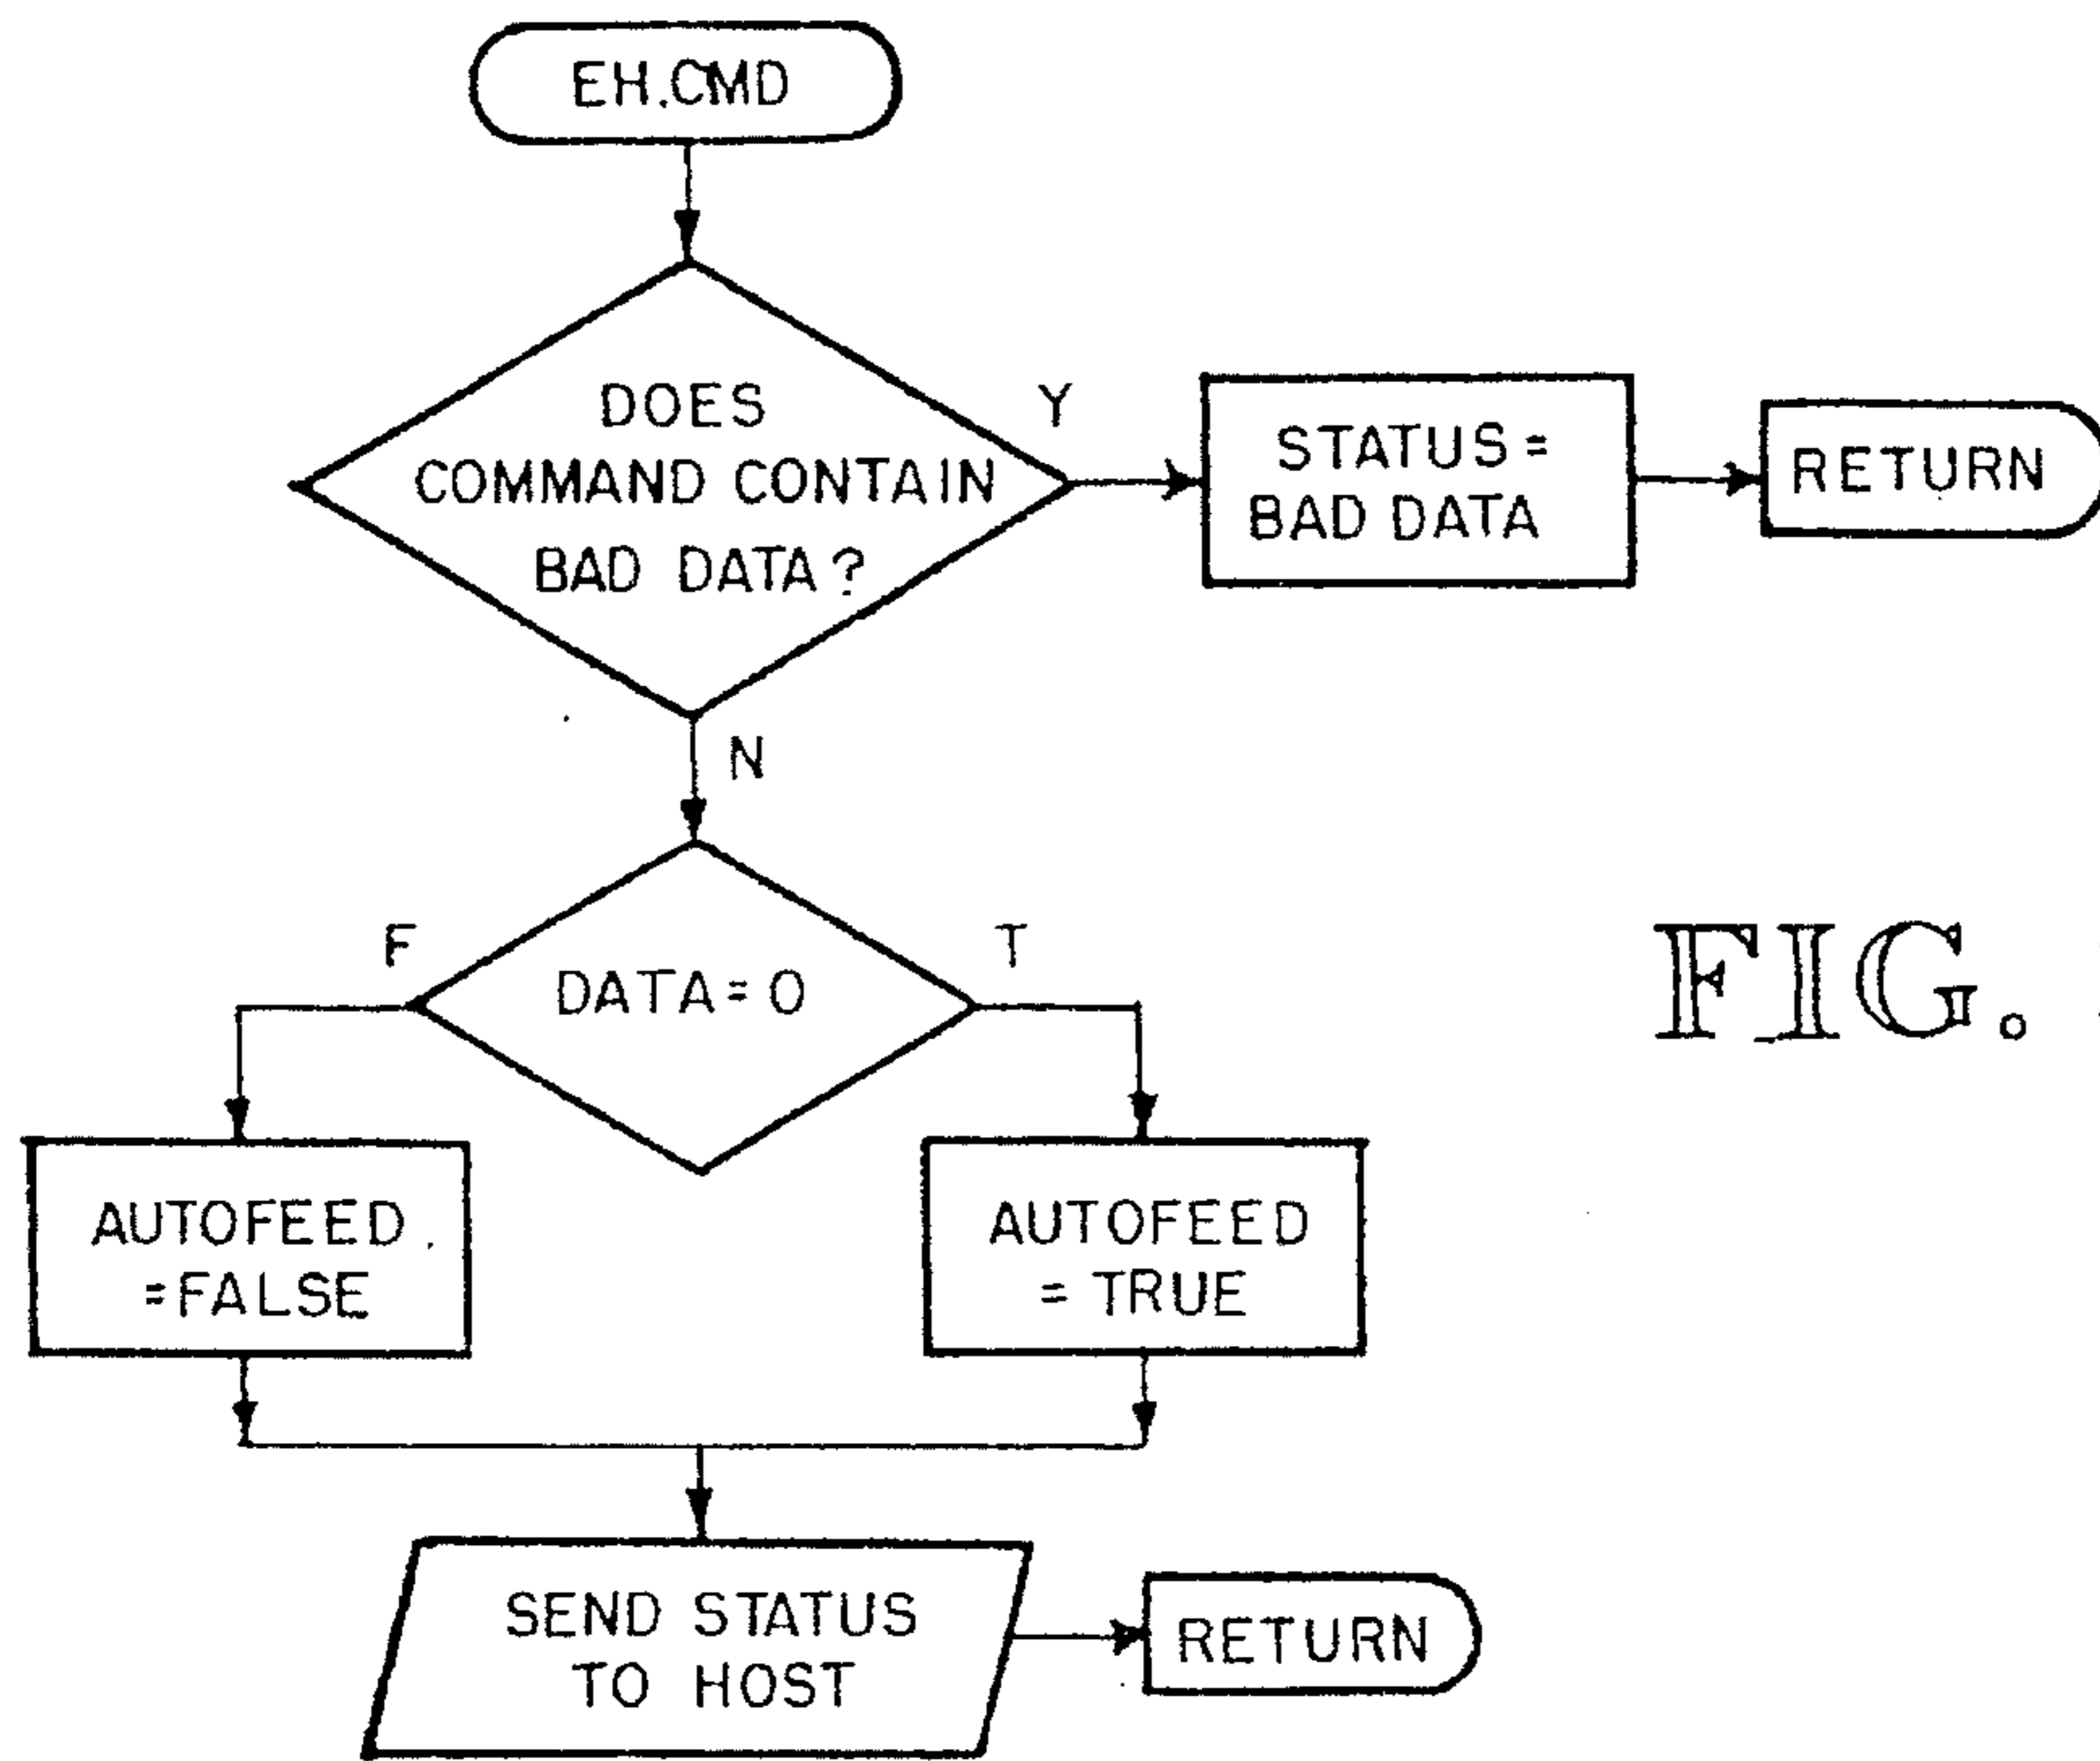 EH.CMD
DOES
COMMAND CONTAIN
BAD DATA?
Y
STATUS =
BAD DATA
RETURN
N
F
DATA = 0
T
FIG.
AUTOFEED
=FALSE
AUTOFEED
= TRUE
SEND STATUS
TO HOST
RETURN